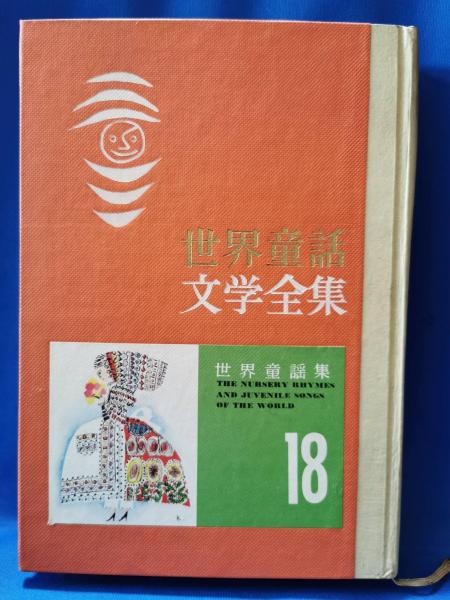 世界童話
文学全集
世界童謡集
THE NURSERY RHYMES
AND JUVENILE SONGS
OF THE WORLD
18